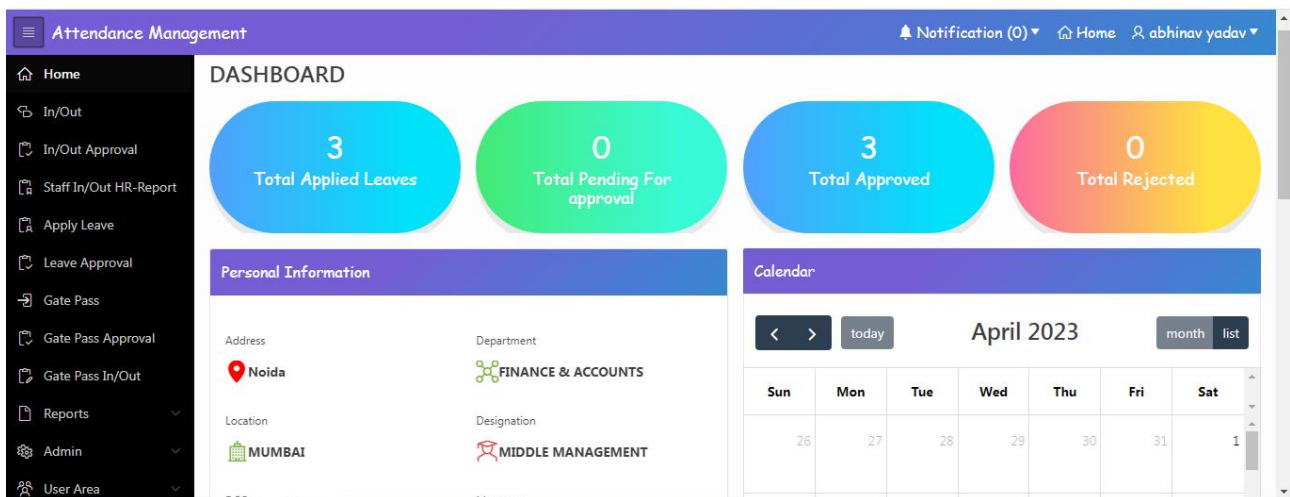 Attendance Management
Notification (0) Home abhinav yadav
Home
In/Out
In/Out Approval
Staff In/Out HR-Report
Apply Leave
Leave Approval
Gate Pass
Gate Pass Approval
Gate Pass In/Out
Reports
Admin
User Area
DASHBOARD
3
Total Applied Leaves
0
Total Pending For
approval
3
Total Approved
0
Total Rejected
Personal Information
Address
Noida
Department
FINANCE & ACCOUNTS
Location
MUMBAI
Designation
MIDDLE MANAGEMENT
Calendar
today April 2023 month list
Sun Mon Tue Wed Thu Fri Sat
26 27 28 29 30 31 1